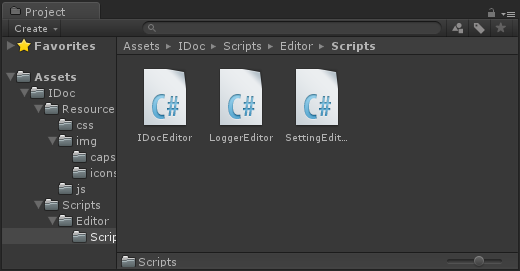 Project
Create
Favorites
Assets
IDoc
Resource
css
img
caps
icons
js
Scripts
Editor
Scrip
Assets IDoc Scripts Editor Scripts
C# C# C#
IDocEditor LoggerEditor SettingEdit...
Scripts